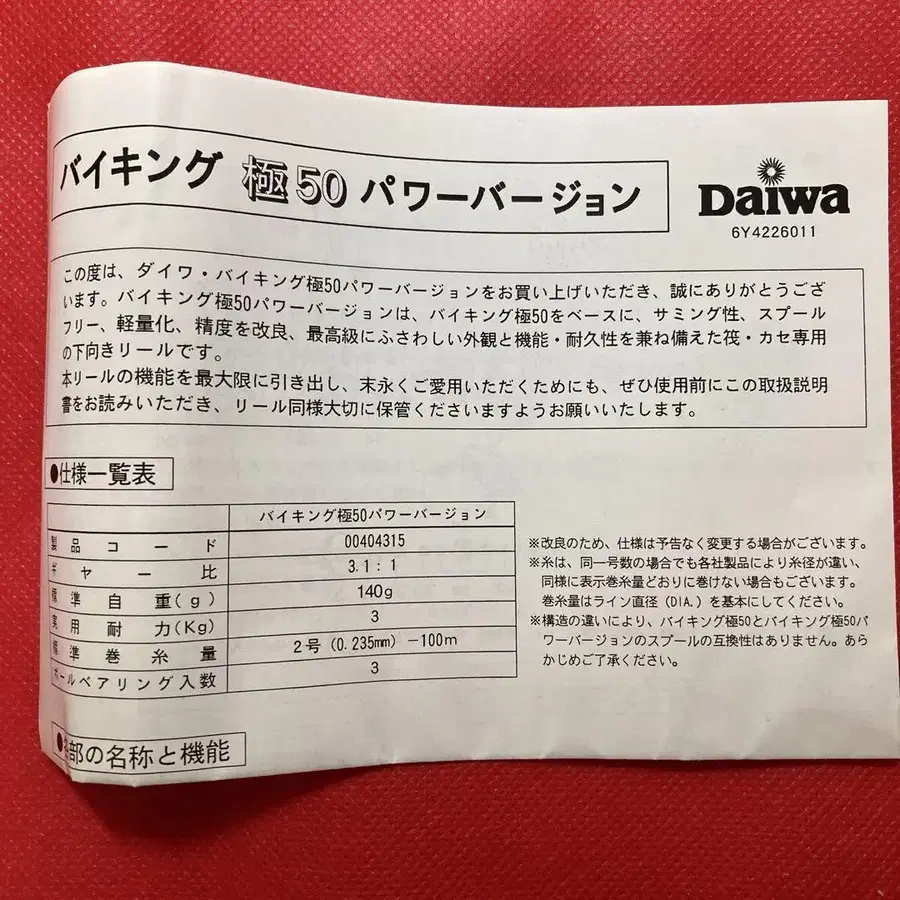 バイキング 極50 パワーバージョン
Daiwa
6Y4226011
この度は、ダイワ・バイキング極50パワーバージョンをお買い上げいただき、誠にありがとうござ
います。バイキング極50パワーバージョンは、バイキング極50をベースに、サミング性、スプール
フリー、軽量化、精度を改良、最高級にふさわしい外観と機能・耐久性を兼ね備えた筏・カセ専用
の下向きリールです。
本リールの機能を最大限に引き出し、末永くご愛用いただくためにも、ぜひ使用前にこの取扱説明
書をお読みいただき、リール同様大切に保管くださいますようお願いいたします。
●仕様一覧表
バイキング極50パワーバージョン
製品コード 00404315
ギヤー比 3.1:1
標準自重(g) 140g
実用耐力(Kg) 3
標準巻糸量 2号(0.235mm)-100m
ボールベアリング入数 3
※改良のため、仕様は予告なく変更する場合がございます。
※糸は、同一号数の場合でも各社製品により糸径が違い、
同様に表示巻糸量どおりに巻けない場合もございます。
巻糸量はライン直径(DIA.)を基本にしてください。
※構造の違いにより、バイキング極50とバイキング極50パ
ワーバージョンのスプールの互換性はありません。あら
かじめご了承ください。
●各部の名称と機能